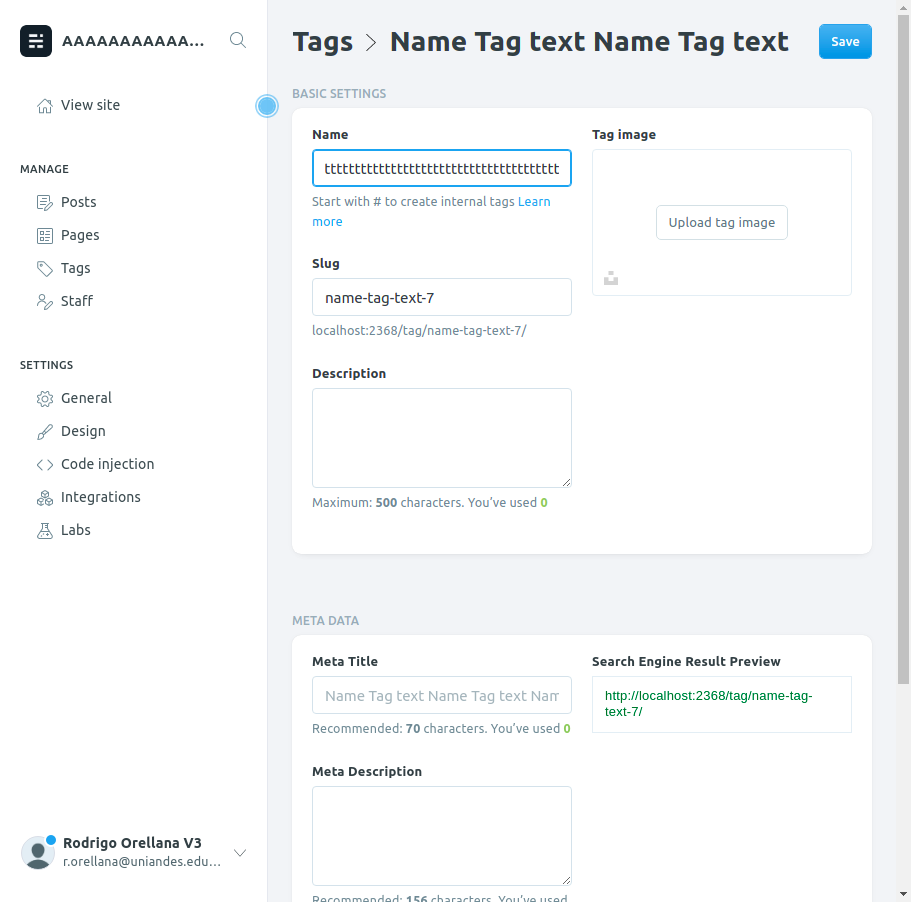 AAAAAAAAAAA...
View site
MANAGE
Posts
Pages
Tags
Staff
SETTINGS
General
Design
Code injection
Integrations
Labs
Rodrigo Orellana V3
r.orellana@uniandes.edu...
Tags > Name Tag text Name Tag text
Save
BASIC SETTINGS
Name
ttttttttttttttttttttttttttttttttttttttt
Start with # to create internal tags Learn
more
Slug
name-tag-text-7
localhost:2368/tag/name-tag-text-7/
Description
Maximum: 500 characters. You’ve used 0
Tag image
Upload tag image
META DATA
Meta Title
Name Tag text Name Tag text Nam
Recommended: 70 characters. You’ve used 0
Meta Description
Recommended: 156 characters. You’ve used
Search Engine Result Preview
http://localhost:2368/tag/name-tag-
text-7/